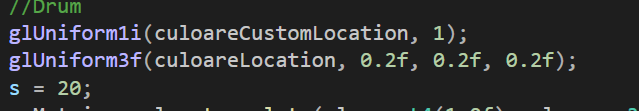 //Drum
glUniform1i(culoareCustomLocation, 1);
glUniform3f(culoareLocation, 0.2f, 0.2f, 0.2f);
s = 20;